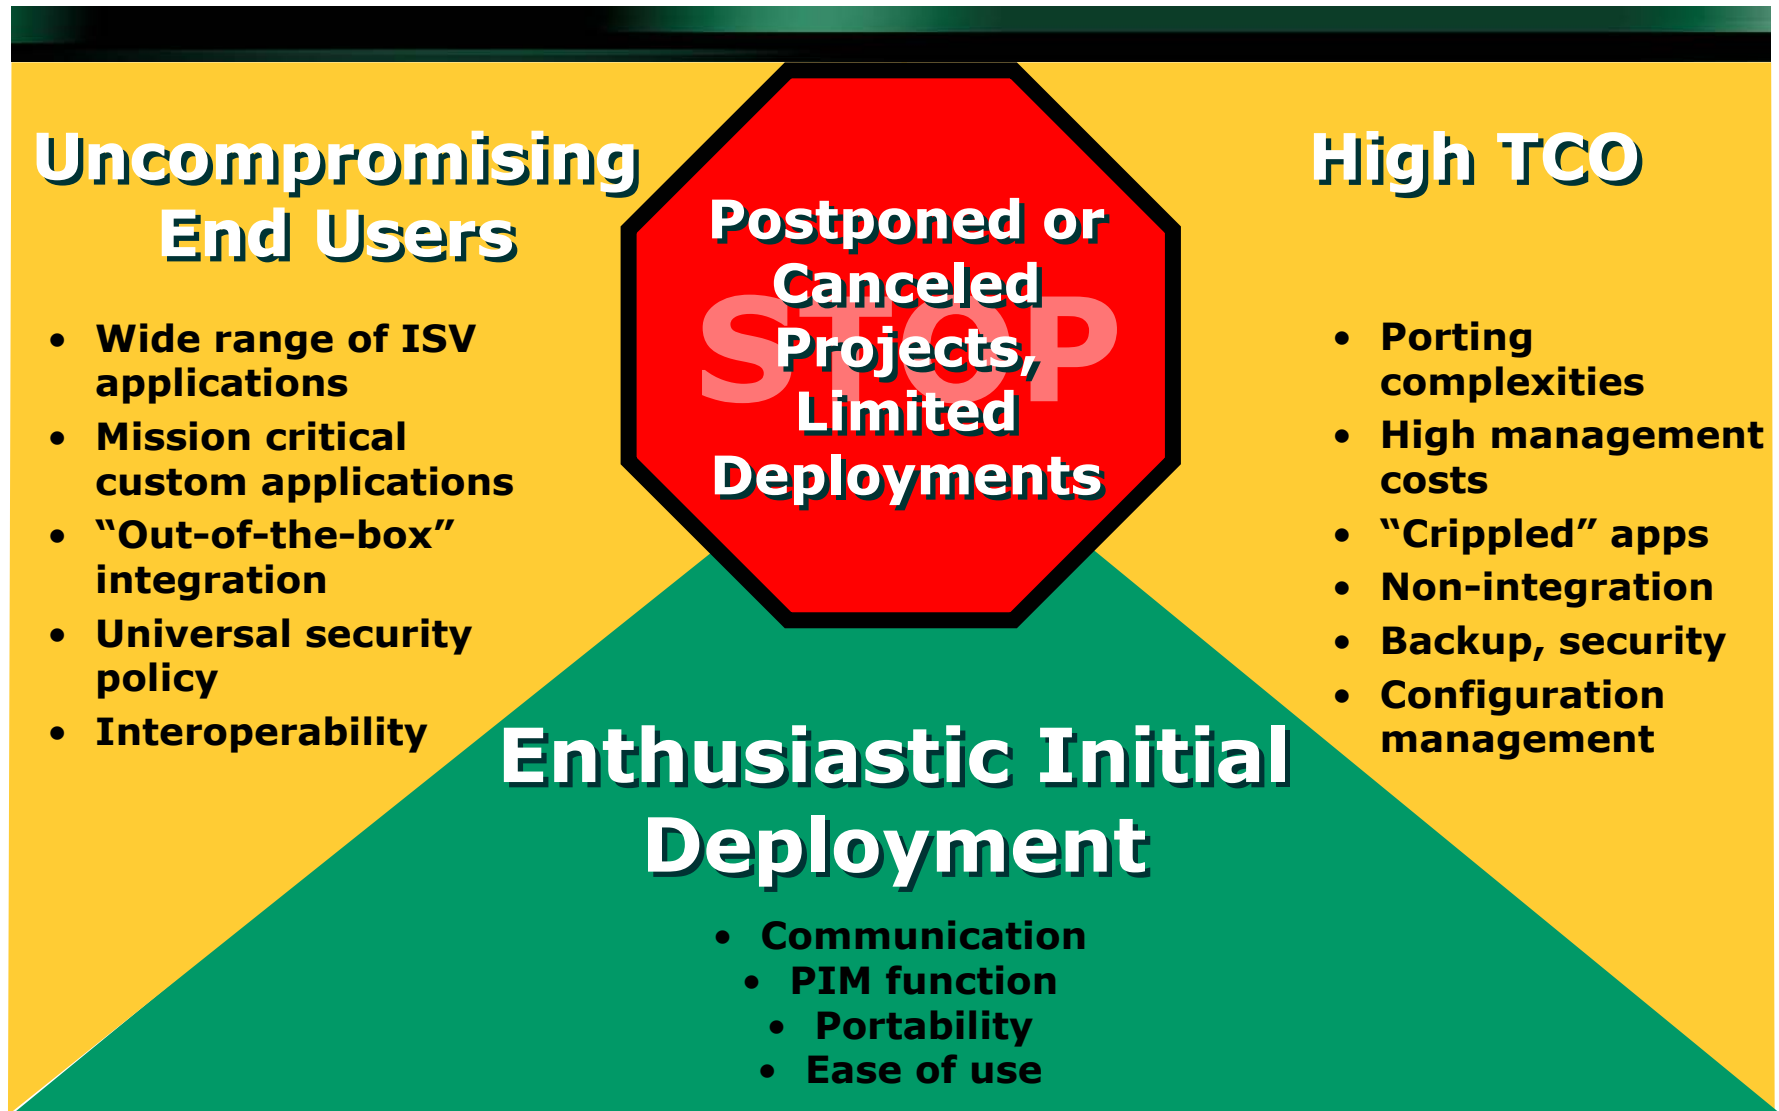 Uncompromising
End Users
• Wide range of ISV
applications
• Mission critical
custom applications
• “Out-of-the-box”
integration
• Universal security
policy
• Interoperability
STOP
Postponed or
Canceled
Projects,
Limited
Deployments
High TCO
• Porting
complexities
• High management
costs
• “Crippled” apps
• Non-integration
• Backup, security
• Configuration
management
Enthusiastic Initial
Deployment
• Communication
• PIM function
• Portability
• Ease of use